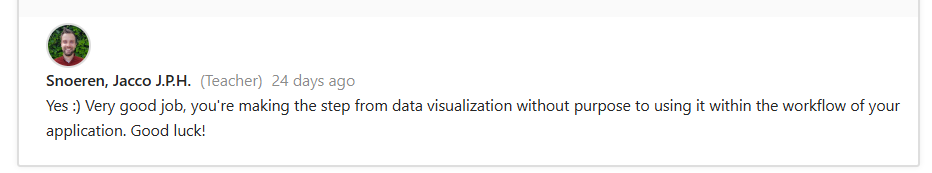 Snoeren, Jacco J.P.H. (Teacher) 24 days ago
Yes :) Very good job, you're making the step from data visualization without purpose to using it within the workflow of your
application. Good luck!